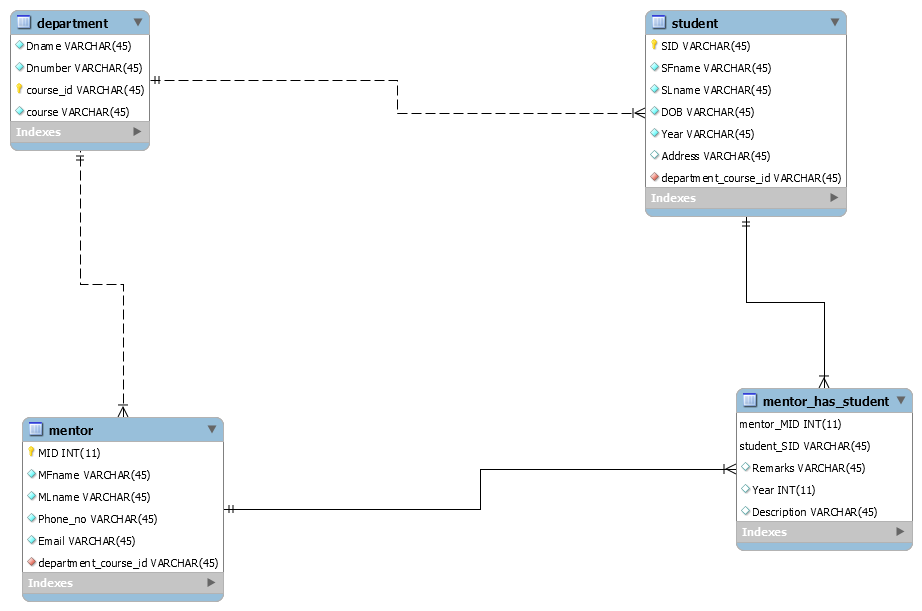 department
Dname VARCHAR(45)
Dnumber VARCHAR(45)
course_id VARCHAR(45)
course VARCHAR(45)
Indexes
student
SID VARCHAR(45)
SFname VARCHAR(45)
SLname VARCHAR(45)
DOB VARCHAR(45)
Year VARCHAR(45)
Address VARCHAR(45)
department_course_id VARCHAR(45)
Indexes
mentor
MID INT(11)
MFname VARCHAR(45)
MLname VARCHAR(45)
Phone_no VARCHAR(45)
Email VARCHAR(45)
department_course_id VARCHAR(45)
Indexes
mentor_has_student
mentor_MID INT(11)
student_SID VARCHAR(45)
Remarks VARCHAR(45)
Year INT(11)
Description VARCHAR(45)
Indexes